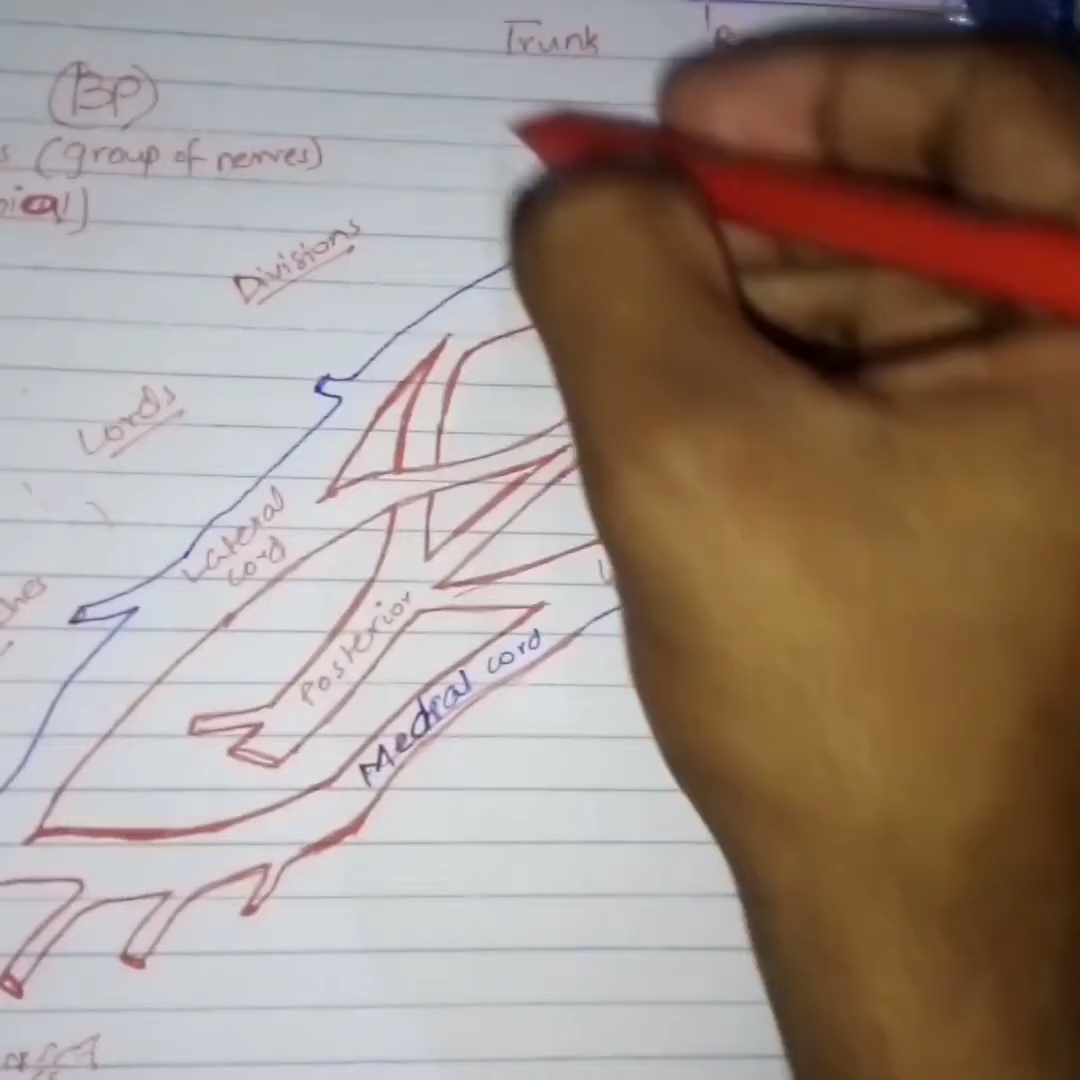 Trunk
BP
(group of nerves)
Divisions
Cords
Lateral
cord
Posterior
Medial cord